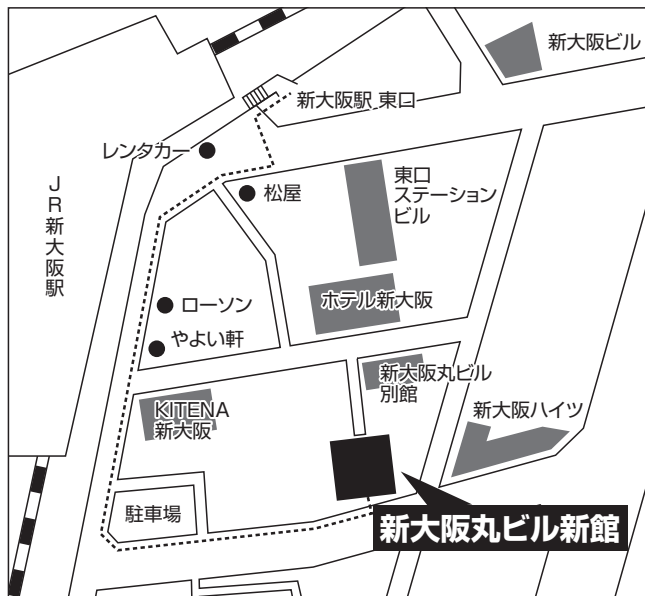 新大阪ビル
新大阪駅 東口
レンタカー
松屋
東口
ステーション
ビル
JR新大阪駅
ローソン
ホテル新大阪
やよい軒
新大阪丸ビル
別館
KITENA
新大阪
新大阪ハイツ
駐車場
新大阪丸ビル新館